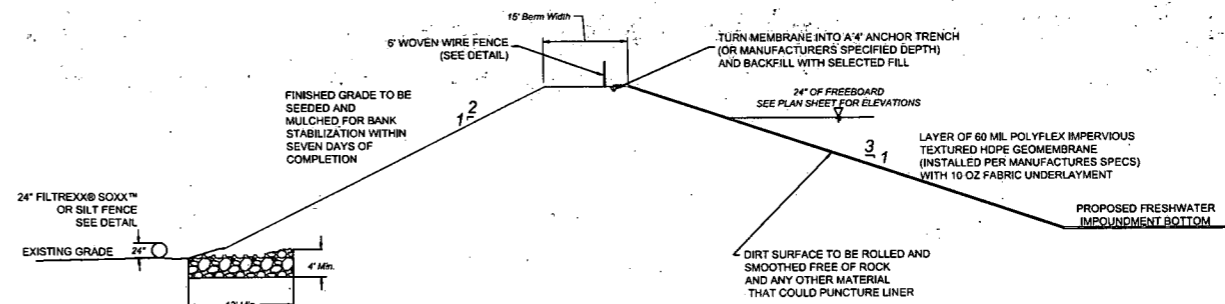 15' Berm Width
6' WOVEN WIRE FENCE
(SEE DETAIL)
TURN MEMBRANE INTO A 4' ANCHOR TRENCH
(OR MANUFACTURERS SPECIFIED DEPTH)
AND BACKFILL WITH SELECTED FILL
FINISHED GRADE TO BE
SEEDED AND
MULCHED FOR BANK
STABILIZATION WITHIN
SEVEN DAYS OF
COMPLETION
2
1
24" OF FREEBOARD
SEE PLAN SHEET FOR ELEVATIONS
3
1
LAYER OF 60 MIL POLYFLEX IMPERVIOUS
TEXTURED HDPE GEOMEMBRANE
(INSTALLED PER MANUFACTURES SPECS)
WITH 10 OZ FABRIC UNDERLAYMENT
24" FILTREXX® SOXX™
OR SILT FENCE
SEE DETAIL
EXISTING GRADE
24"
4' Min.
PROPOSED FRESHWATER
IMPOUNDMENT BOTTOM
DIRT SURFACE TO BE ROLLED AND
SMOOTHED FREE OF ROCK
AND ANY OTHER MATERIAL
THAT COULD PUNCTURE LINER